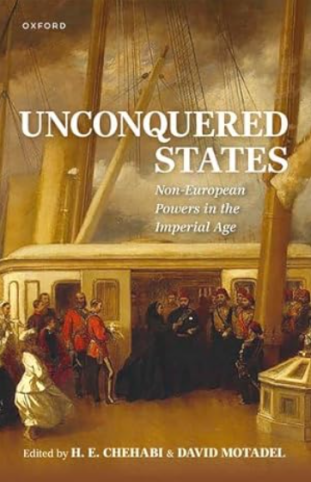 OXFORD
UNCONQUERED
STATES
Non-European
Powers in the
Imperial Age
Edited by H. E. CHEHABI & DAVID MOTADEL